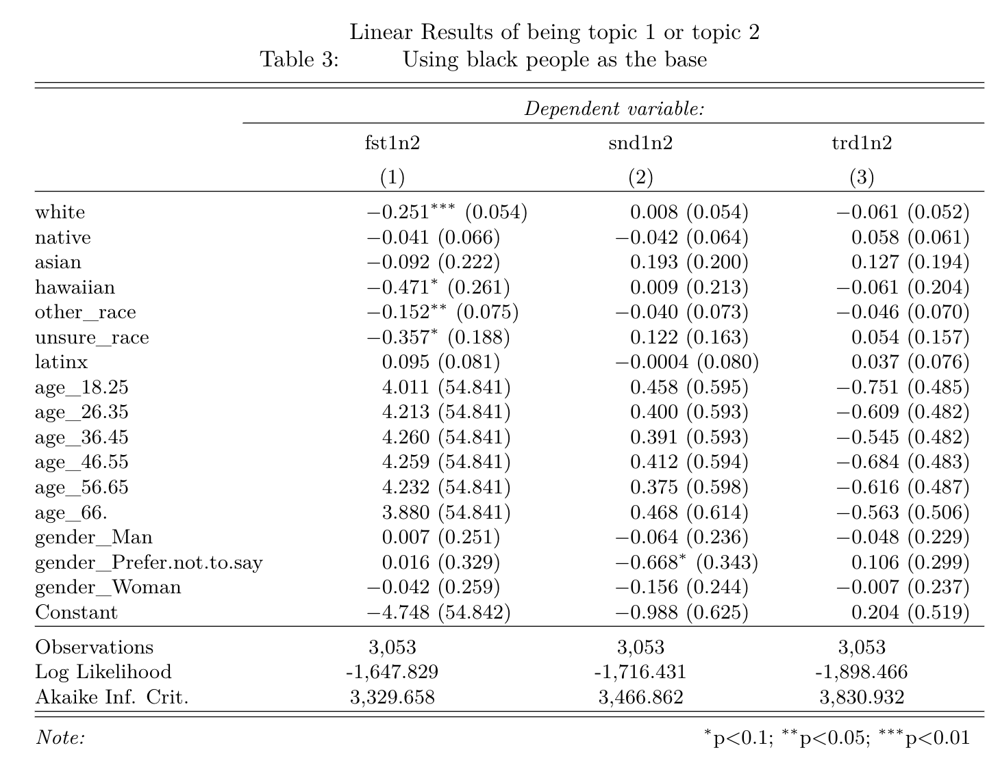 Linear Results of being topic 1 or topic 2
Table 3: Using black people as the base
Dependent variable:
fst1n2 snd1n2 trd1n2
(1) (2) (3)
white −0.251*** (0.054) 0.008 (0.054) −0.061 (0.052)
native −0.041 (0.066) −0.042 (0.064) 0.058 (0.061)
asian −0.092 (0.222) 0.193 (0.200) 0.127 (0.194)
hawaiian −0.471* (0.261) 0.009 (0.213) −0.061 (0.204)
other_race −0.152** (0.075) −0.040 (0.073) −0.046 (0.070)
unsure_race −0.357* (0.188) 0.122 (0.163) 0.054 (0.157)
latinx 0.095 (0.081) −0.0004 (0.080) 0.037 (0.076)
age_18.25 4.011 (54.841) 0.458 (0.595) −0.751 (0.485)
age_26.35 4.213 (54.841) 0.400 (0.593) −0.609 (0.482)
age_36.45 4.260 (54.841) 0.391 (0.593) −0.545 (0.482)
age_46.55 4.259 (54.841) 0.412 (0.594) −0.684 (0.483)
age_56.65 4.232 (54.841) 0.375 (0.598) −0.616 (0.487)
age_66. 3.880 (54.841) 0.468 (0.614) −0.563 (0.506)
gender_Man 0.007 (0.251) −0.064 (0.236) −0.048 (0.229)
gender_Prefer.not.to.say 0.016 (0.329) −0.668* (0.343) 0.106 (0.299)
gender_Woman −0.042 (0.259) −0.156 (0.244) −0.007 (0.237)
Constant −4.748 (54.842) −0.988 (0.625) 0.204 (0.519)
Observations 3,053 3,053 3,053
Log Likelihood -1,647.829 -1,716.431 -1,898.466
Akaike Inf. Crit. 3,329.658 3,466.862 3,830.932
Note: *p<0.1; **p<0.05; ***p<0.01